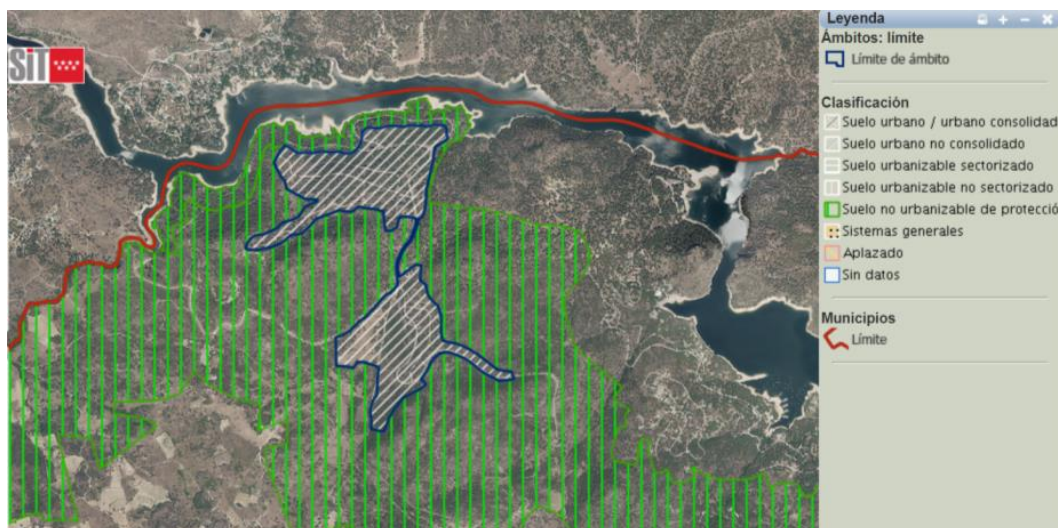 SiT
Leyenda
Ámbitos: límite
Límite de ámbito
Clasificación
Suelo urbano / urbano consolidad
Suelo urbano no consolidado
Suelo urbanizable sectorizado
Suelo urbanizable no sectorizado
Suelo no urbanizable de protecció
Sistemas generales
Aplazado
Sin datos
Municipios
Límite